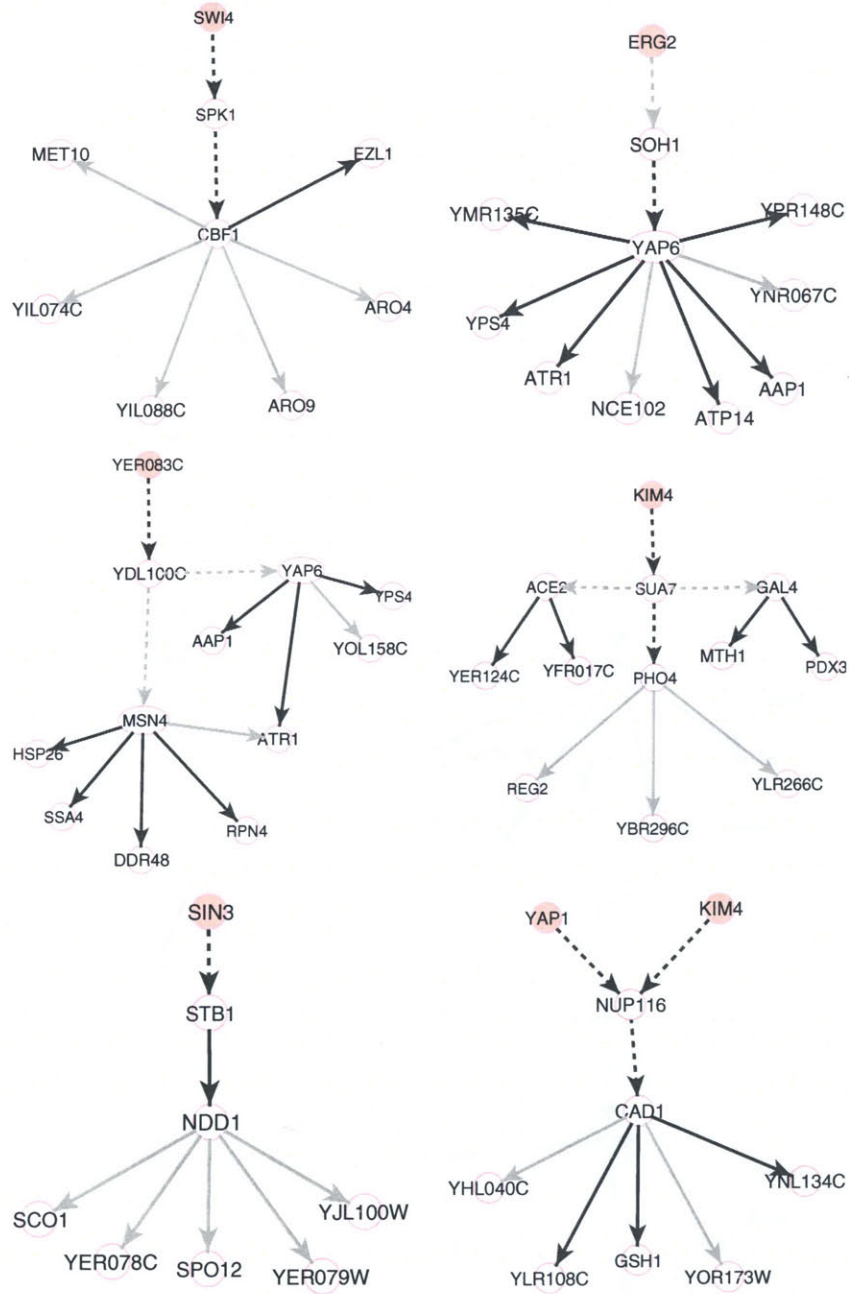 SWI4
SPK1
MET10
EZL1
CBF1
YIL074C
ARO4
YIL088C
ARO9
ERG2
SOH1
YMR135C
YPR148C
YAP6
YNR067C
YPS4
ATR1
AAP1
NCE102
ATP14
YER083C
YDL100C
YAP6
YPS4
AAP1
YOL158C
MSN4
ATR1
HSP26
SSA4
RPN4
DDR48
KIM4
ACE2
SUA7
GAL4
YER124C
YFR017C
MTH1
PDX3
PHO4
REG2
YLR266C
YBR296C
SIN3
STB1
NDD1
SCO1
YJL100W
YER078C
SPO12
YER079W
YAP1
KIM4
NUP116
CAD1
YHL040C
YNL134C
YLR108C
GSH1
YOR173W